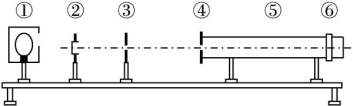 ① ② ③ ④ ⑤ ⑥